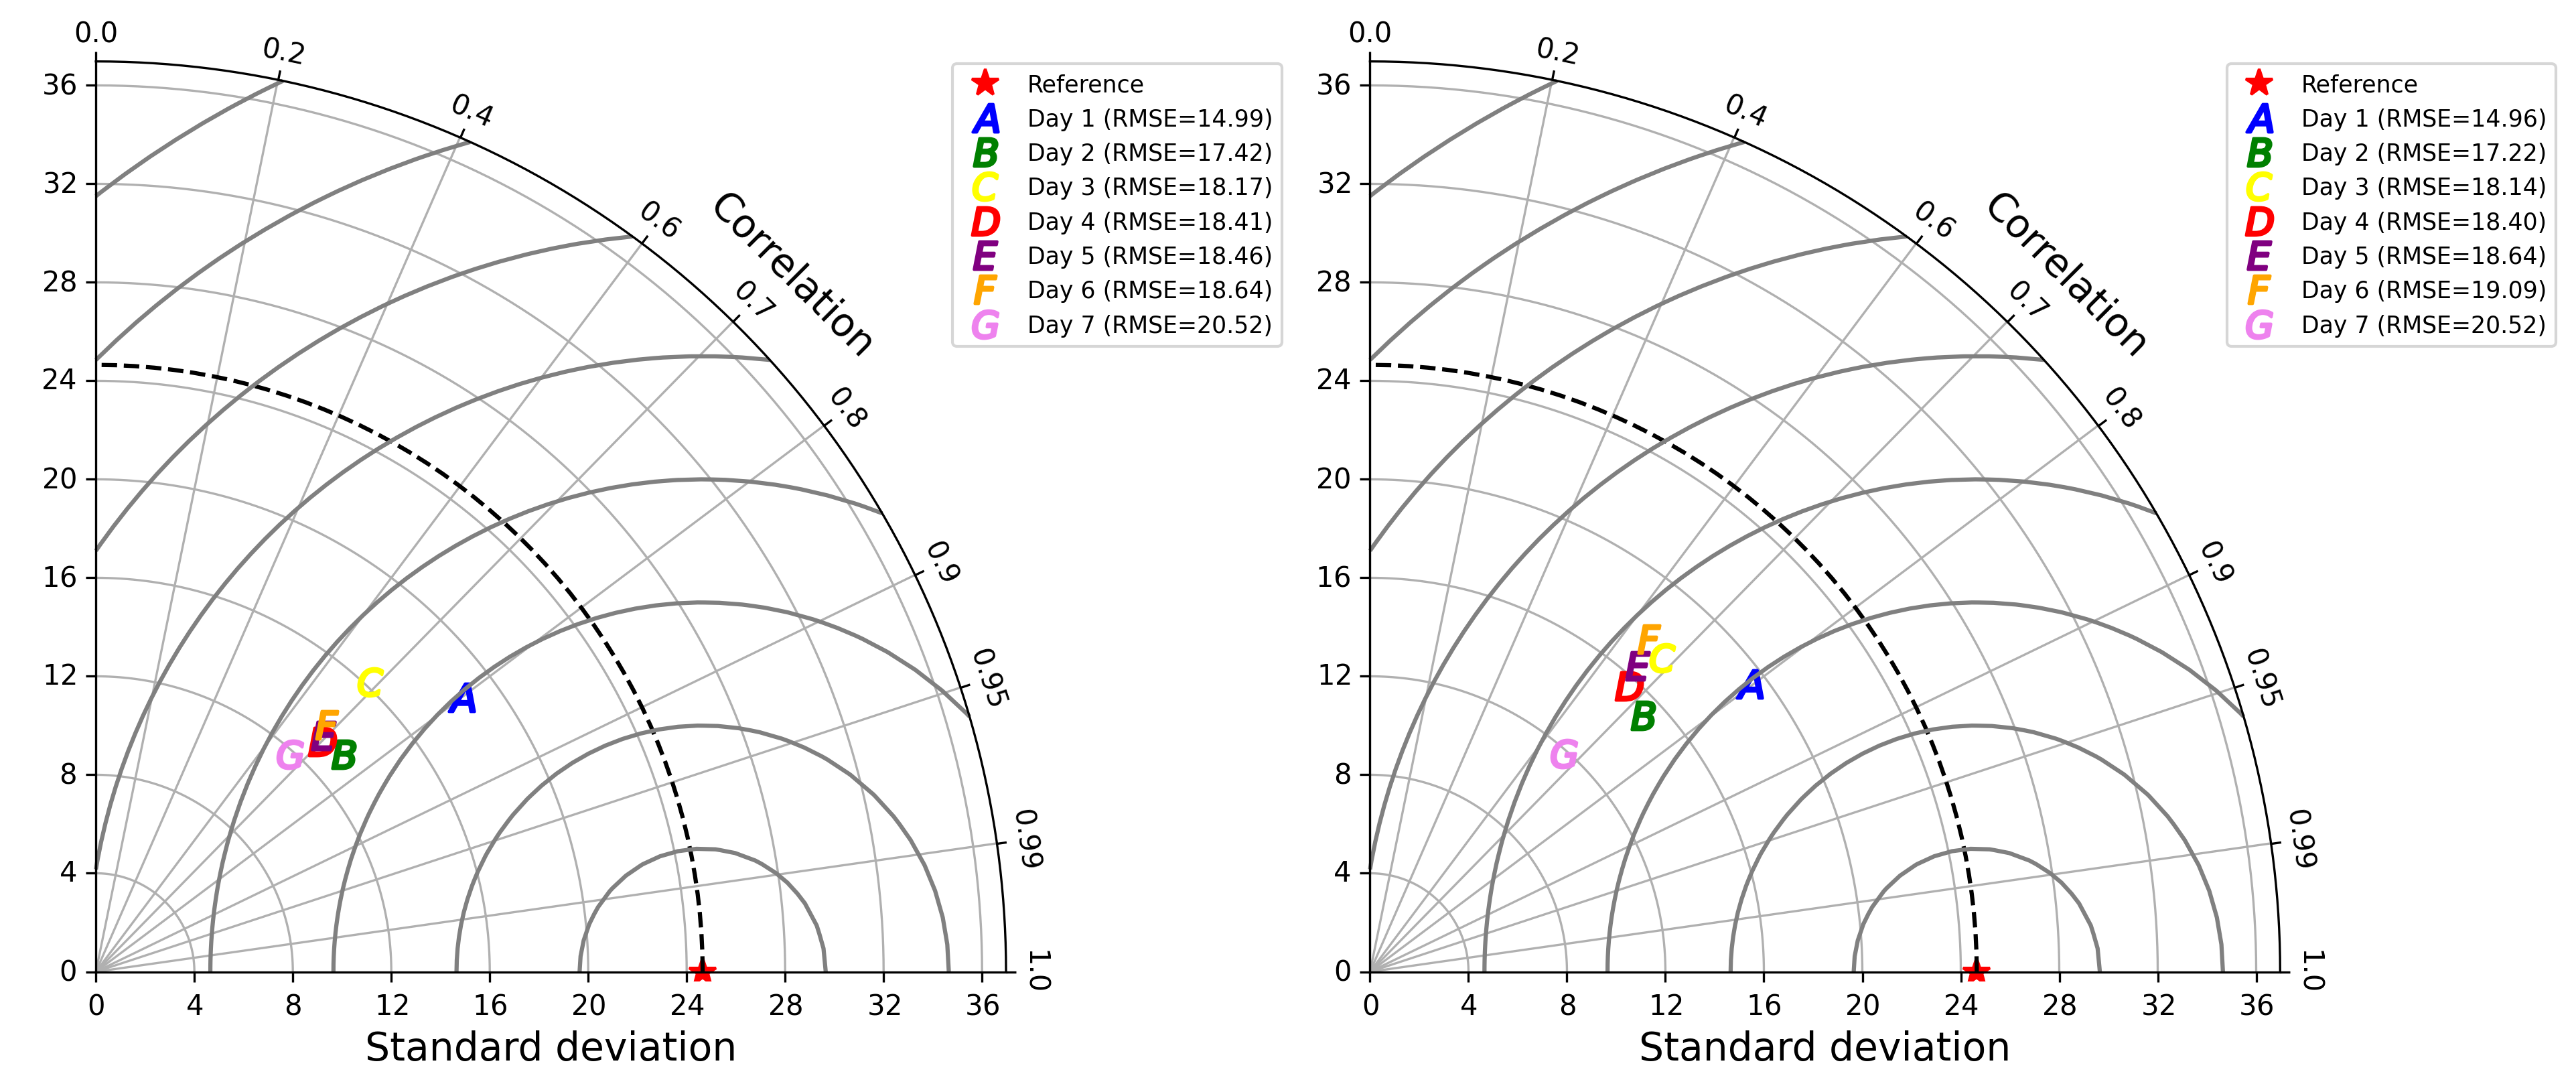 0.0
0.2
0.4
0.6
0.7
0.8
0.9
0.95
0.99
1.0
Correlation
36
32
28
24
20
16
12
8
4
0
0 4 8 12 16 20 24 28 32 36
Standard deviation
A
B
C
D
E
F
G
Reference
A Day 1 (RMSE=14.99)
B Day 2 (RMSE=17.42)
C Day 3 (RMSE=18.17)
D Day 4 (RMSE=18.41)
E Day 5 (RMSE=18.46)
F Day 6 (RMSE=18.64)
G Day 7 (RMSE=20.52)
0.0
0.2
0.4
0.6
0.7
0.8
0.9
0.95
0.99
1.0
Correlation
36
32
28
24
20
16
12
8
4
0
0 4 8 12 16 20 24 28 32 36
Standard deviation
F
C
E
D
A
B
G
Reference
A Day 1 (RMSE=14.96)
B Day 2 (RMSE=17.22)
C Day 3 (RMSE=18.14)
D Day 4 (RMSE=18.40)
E Day 5 (RMSE=18.64)
F Day 6 (RMSE=19.09)
G Day 7 (RMSE=20.52)